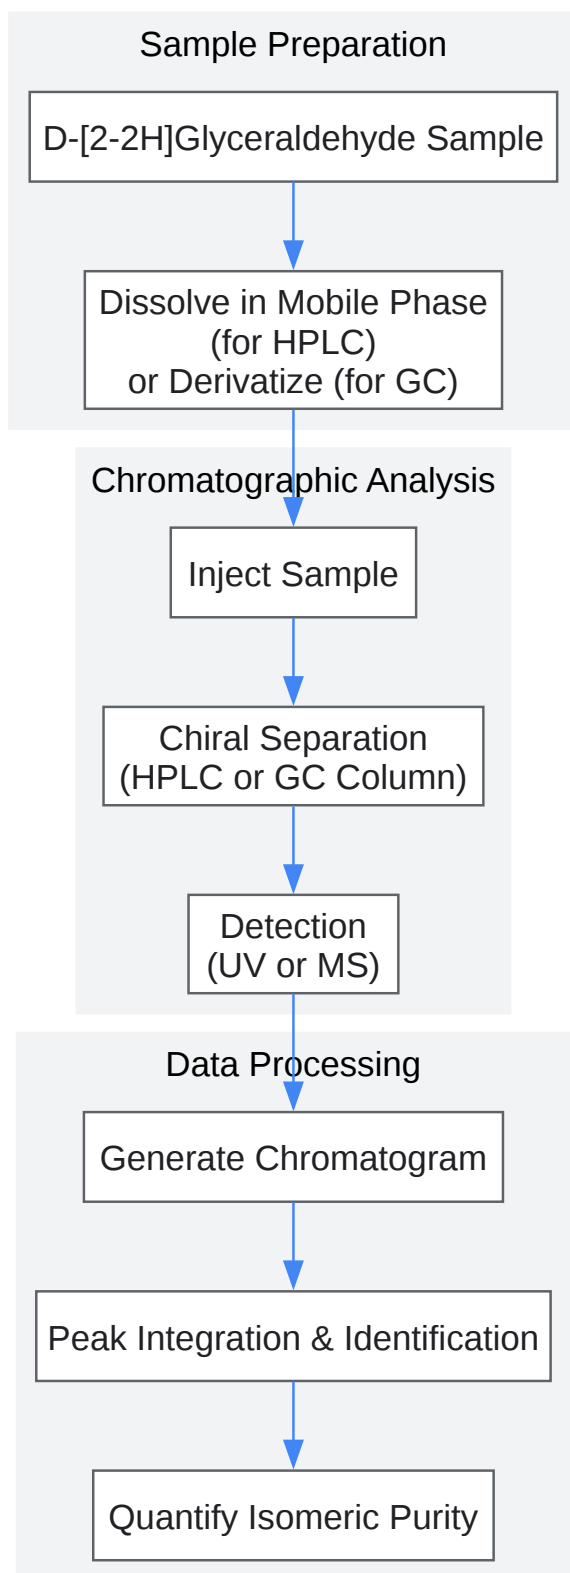 Sample Preparation
D-[2-2H]Glyceraldehyde Sample
Dissolve in Mobile Phase
(for HPLC)
or Derivatize (for GC)
Chromatographic Analysis
Inject Sample
Chiral Separation
(HPLC or GC Column)
Detection
(UV or MS)
Data Processing
Generate Chromatogram
Peak Integration & Identification
Quantify Isomeric Purity